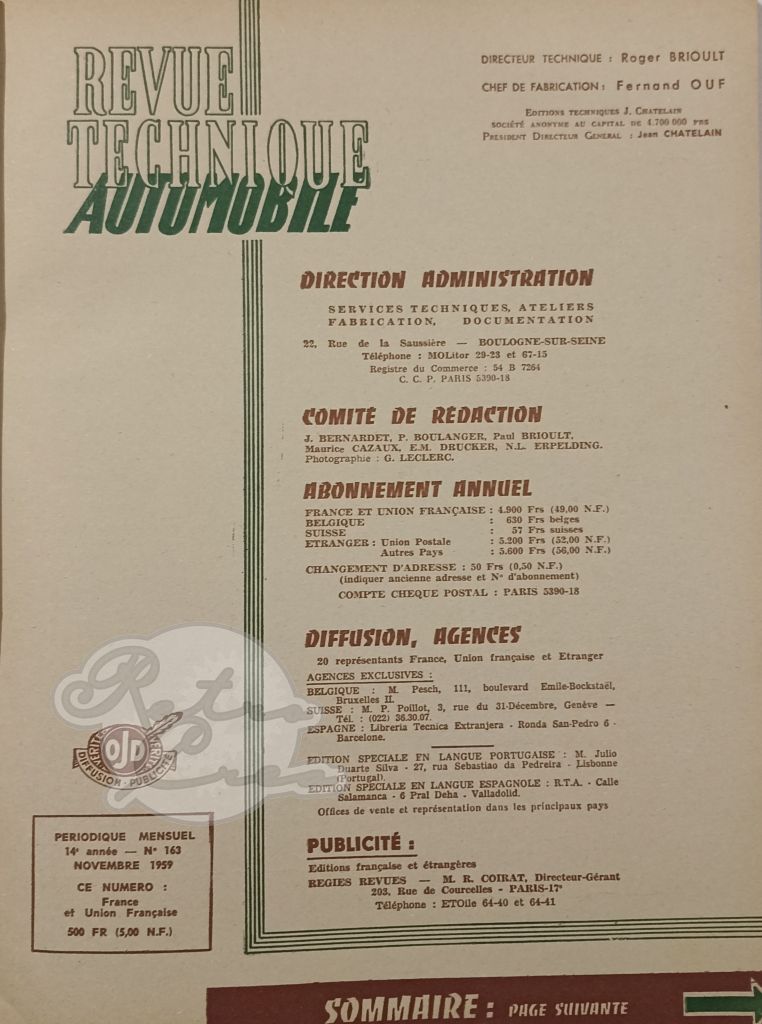 REVUE
TECHNIQUE
AUTOMOBILE
DIRECTEUR TECHNIQUE : Roger BRIOULT
CHEF DE FABRICATION : Fernand OUF
EDITIONS TECHNIQUES J. CHATELAIN
SOCIÉTÉ ANONYME AU CAPITAL DE 4.700 000 FRS
PRESIDENT DIRECTEUR GENERAL : Jean CHATELAIN
DIRECTION ADMINISTRATION
SERVICES TECHNIQUES, ATELIERS
FABRICATION, DOCUMENTATION
22, Rue de la Saussière — BOULOGNE-SUR-SEINE
Téléphone : MOLitor 29-23 et 67-15
Registre du Commerce : 54 B 7264
C. C. P. PARIS 5390-18
COMITÉ DE RÉDACTION
J. BERNARDET, P. BOULANGER, Paul BRIOULT,
Maurice CAZAUX, E.M. DRUCKER, N.L. ERPELDING.
Photographie : G. LECLERC.
ABONNEMENT ANNUEL
FRANCE ET UNION FRANÇAISE : 4.900 Frs (49,00 N.F.)
BELGIQUE : 630 Frs belges
SUISSE : 57 Frs suisses
ETRANGER : Union Postale : 5.200 Frs (52,00 N.F.)
Autres Pays : 5.600 Frs (56,00 N.F.)
CHANGEMENT D'ADRESSE : 50 Frs (0,50 N.F.)
(indiquer ancienne adresse et N° d'abonnement)
COMPTE CHEQUE POSTAL : PARIS 5390-18
DIFFUSION, AGENCES
20 représentants France, Union française et Etranger
AGENCES EXCLUSIVES :
BELGIQUE : M. Pesch, 111, boulevard Emile-Bockstaël,
Bruxelles II.
SUISSE : M. P. Poillot, 3, rue du 31-Décembre, Genève —
Tél. : (022) 36.30.07.
ESPAGNE : Libreria Tecnica Extranjera - Ronda San-Pedro 6 -
Barcelone.
EDITION SPECIALE EN LANGUE PORTUGAISE : M. Julio
Duarte Silva - 27, rua Sebastiao da Pedreira - Lisbonne
(Portugal).
EDITION SPECIALE EN LANGUE ESPAGNOLE : R.T.A. - Calle
Salamanca - 6 Pral Deha - Valladolid.
Offices de vente et représentation dans les principaux pays
PUBLICITÉ :
Editions française et étrangères
REGIES REVUES — M. R. COIRAT, Directeur-Gérant
203, Rue de Courcelles - PARIS-17e
Téléphone : ETOile 64-40 et 64-41
Retro
OJD
DIFFUSION - PUBLICITÉ
PERIODIQUE MENSUEL
14e année — N° 163
NOVEMBRE 1959
CE NUMERO :
France
et Union Française
500 FR (5,00 N.F.)
SOMMAIRE : PAGE SUIVANTE